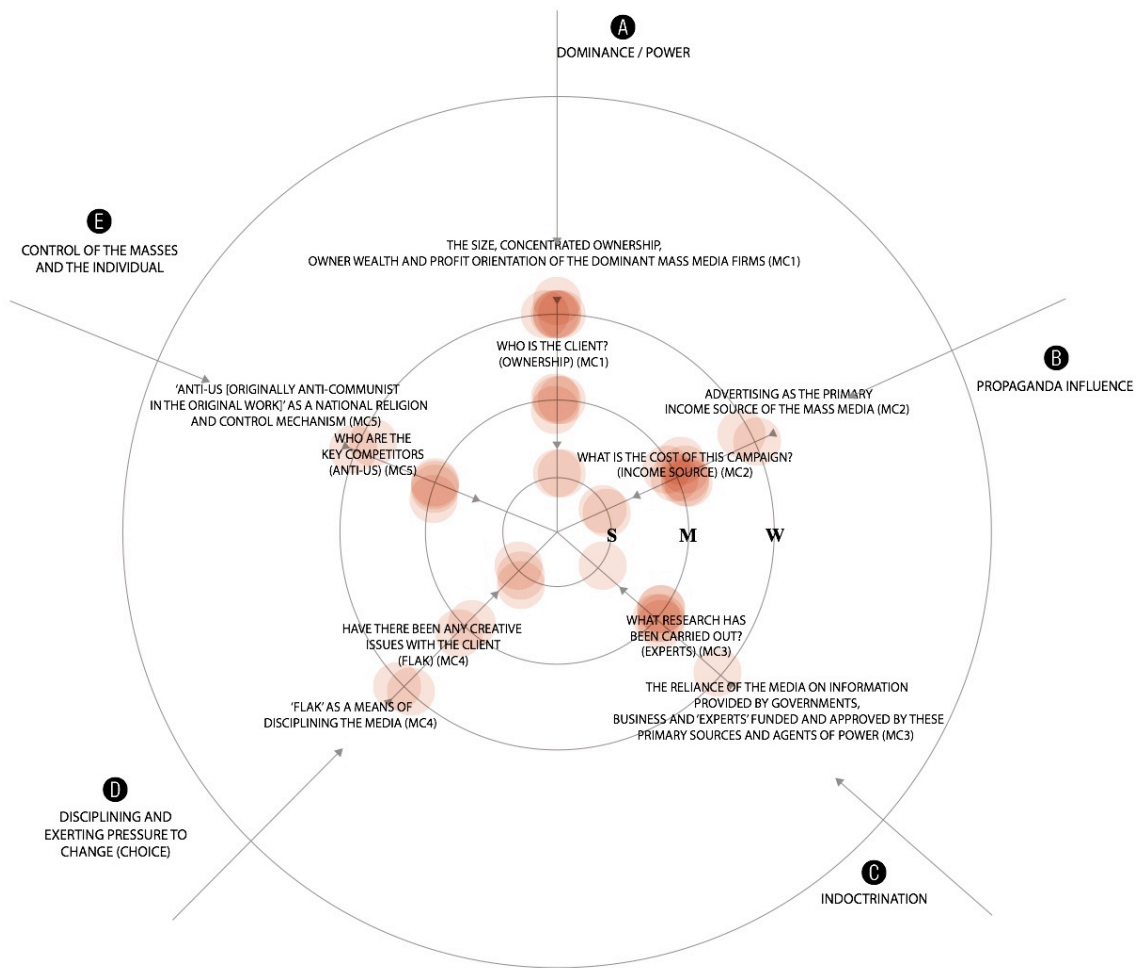 A
DOMINANCE / POWER
E
CONTROL OF THE MASSES
AND THE INDIVIDUAL
THE SIZE, CONCENTRATED OWNERSHIP,
OWNER WEALTH AND PROFIT ORIENTATION OF THE DOMINANT MASS MEDIA FIRMS (MC1)
WHO IS THE CLIENT?
(OWNERSHIP) (MC1)
B
PROPAGANDA INFLUENCE
'ANTI-US [ORIGINALLY ANTI-COMMUNIST
IN THE ORIGINAL WORK]' AS A NATIONAL RELIGION
AND CONTROL MECHANISM (MC5)
WHO ARE THE
KEY COMPETITORS
(ANTI-US) (MC5)
ADVERTISING AS THE PRIMARY
INCOME SOURCE OF THE MASS MEDIA (MC2)
WHAT IS THE COST OF THIS CAMPAIGN?
(INCOME SOURCE) (MC2)
S M W
HAVE THERE BEEN ANY CREATIVE
ISSUES WITH THE CLIENT
(FLAK) (MC4)
WHAT RESEARCH HAS
BEEN CARRIED OUT?
(EXPERTS) (MC3)
'FLAK' AS A MEANS OF
DISCIPLINING THE MEDIA (MC4)
THE RELIANCE OF THE MEDIA ON INFORMATION
PROVIDED BY GOVERNMENTS,
BUSINESS AND 'EXPERTS' FUNDED AND APPROVED BY THESE
PRIMARY SOURCES AND AGENTS OF POWER (MC3)
D
DISCIPLINING AND
EXERTING PRESSURE TO
CHANGE (CHOICE)
C
INDOCTRINATION